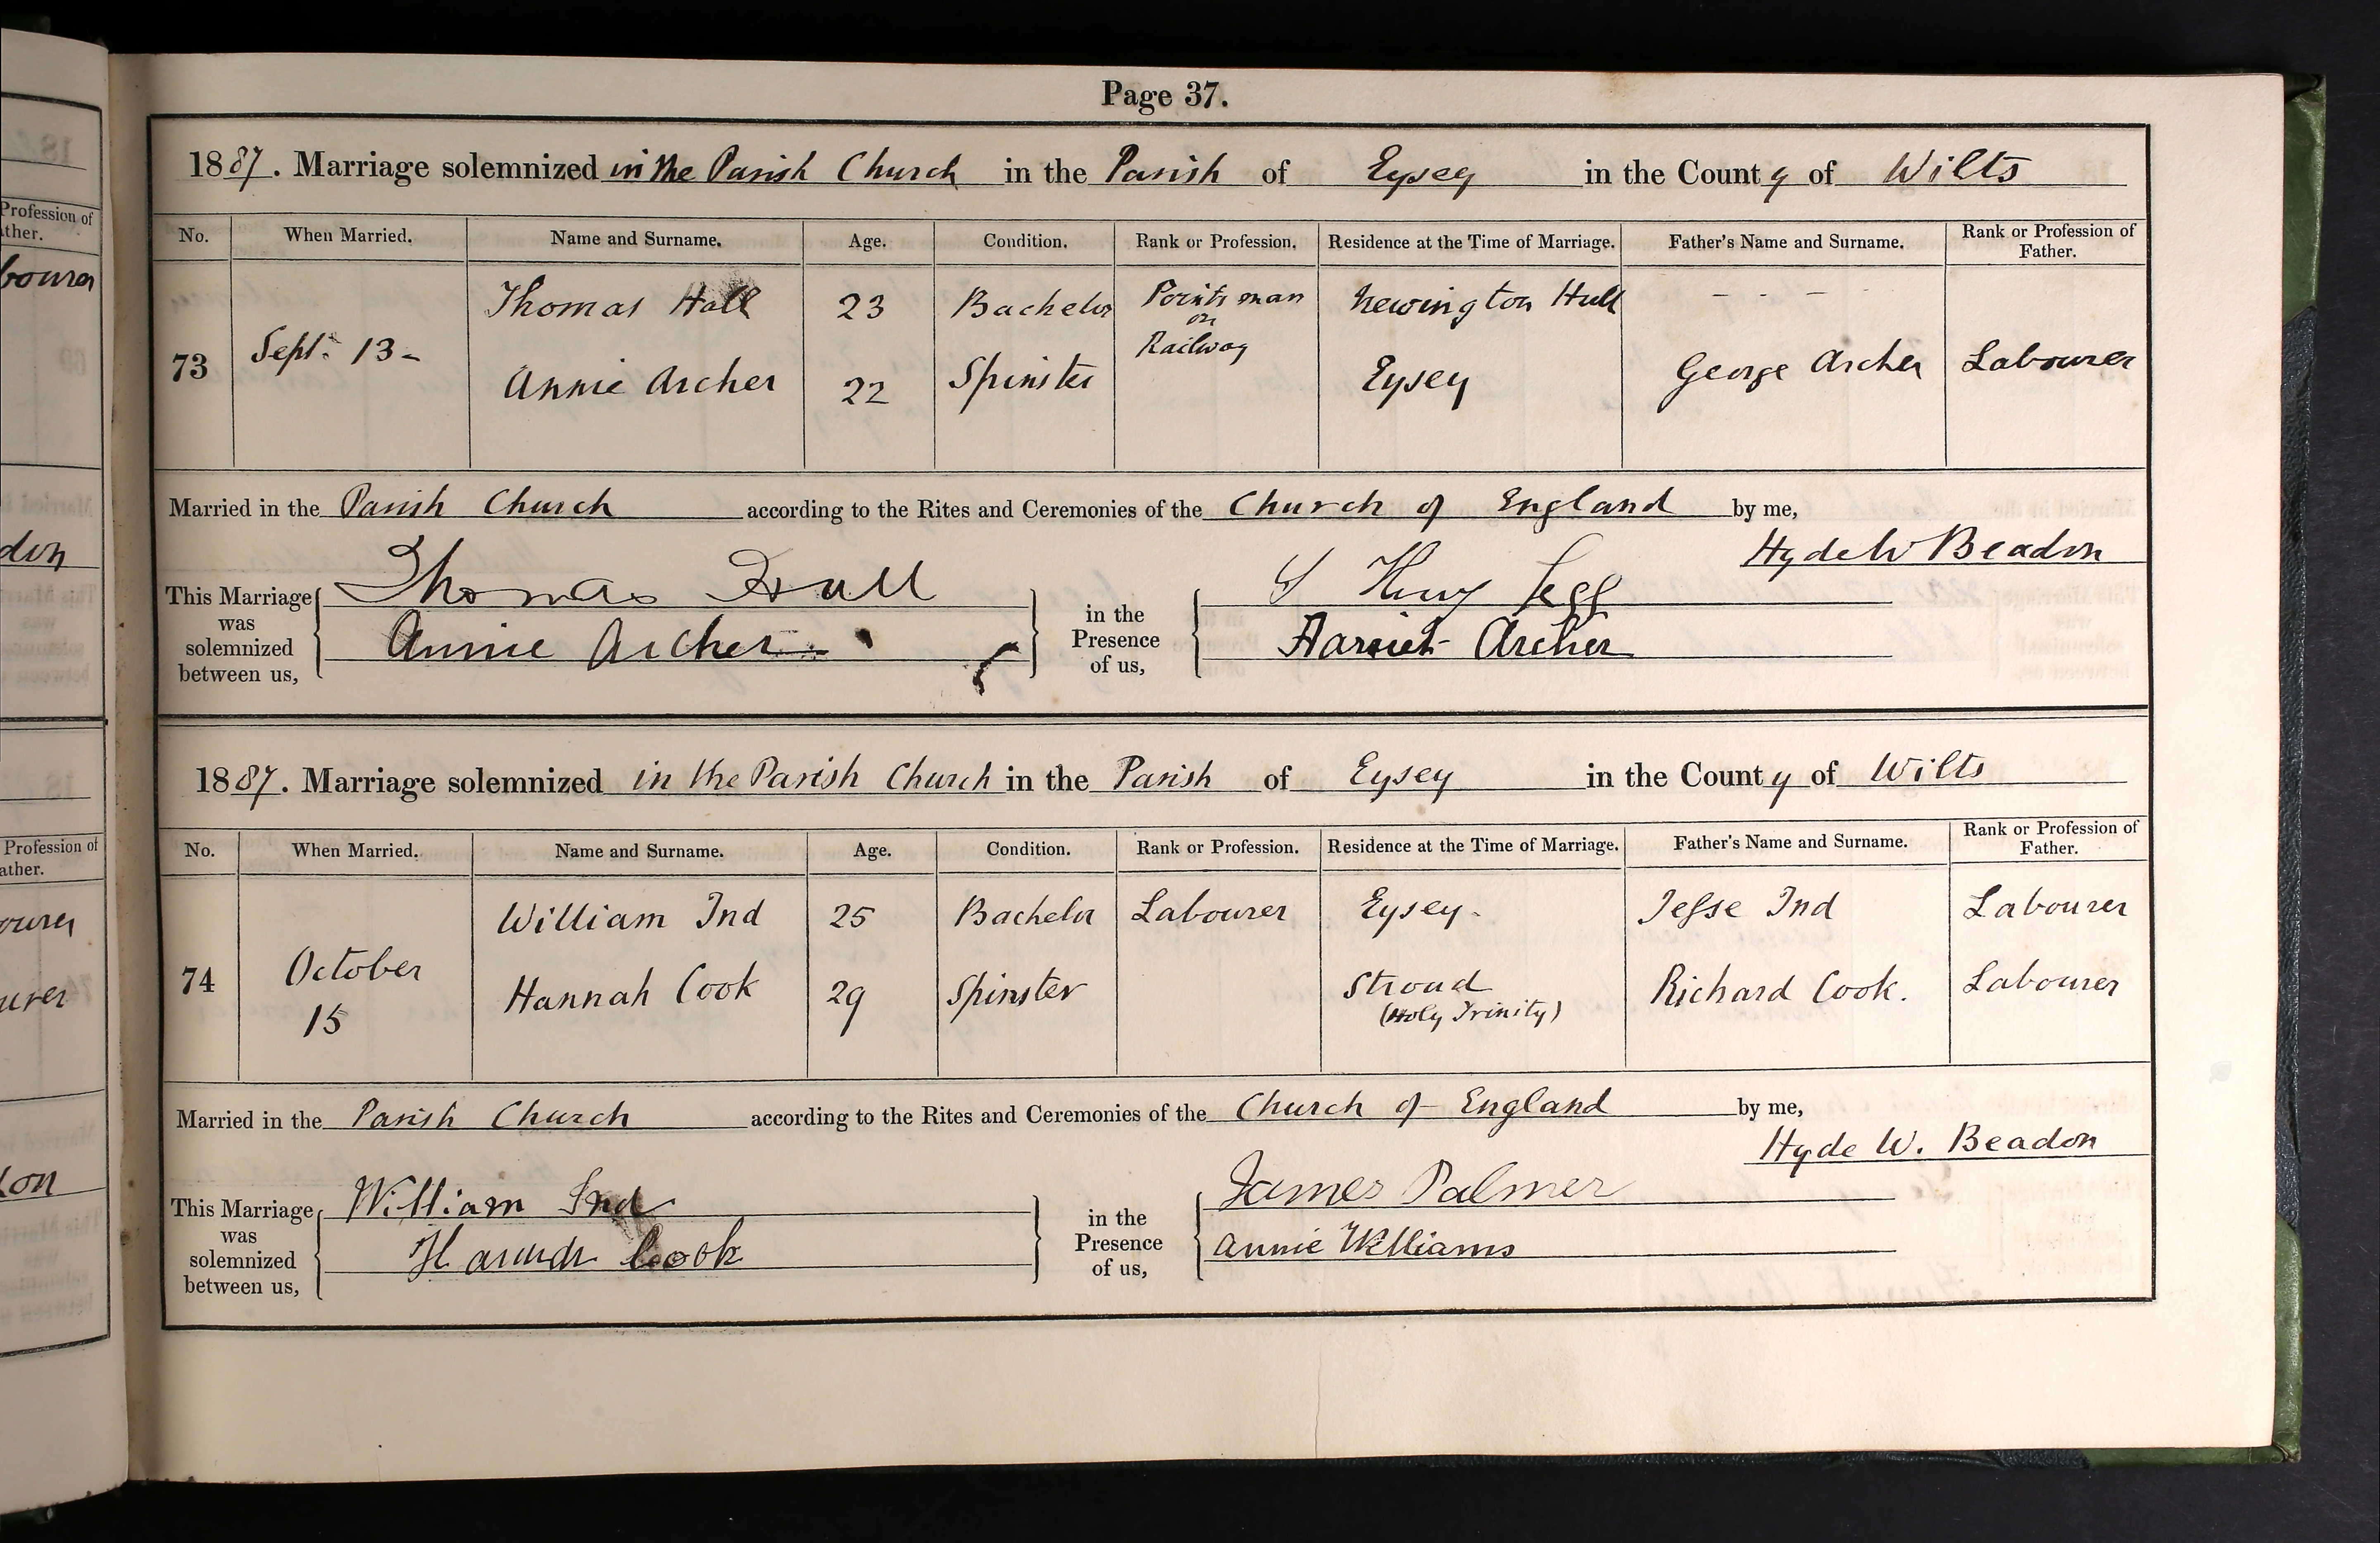 Page 37.
1887. Marriage solemnized in the Parish Church in the Parish of Eysey in the County of Wilts
No. When Married. Name and Surname. Age. Condition. Rank or Profession. Residence at the Time of Marriage. Father's Name and Surname. Rank or Profession of Father.
73 Sept. 13- Thomas Hall 23 Bachelor Points man on Railway Newington Hull - - - -
Annie Archer 22 Spinster Eysey George Archer Labourer
Married in the Parish Church according to the Rites and Ceremonies of the Church of England by me,
Hyde W Beadon
This Marriage was solemnized between us, Thomas Hall
Annie Archer
in the Presence of us, Legg
Harriet Archer
1887. Marriage solemnized in the Parish Church in the Parish of Eysey in the County of Wilts
No. When Married. Name and Surname. Age. Condition. Rank or Profession. Residence at the Time of Marriage. Father's Name and Surname. Rank or Profession of Father.
74 October 15 William Ind 25 Bachelor Labourer Eysey. Jesse Ind Labourer
Hannah Cook 29 Spinster Stroud (Holy Trinity) Richard Cook. Labourer
Married in the Parish Church according to the Rites and Ceremonies of the Church of England by me,
Hyde W. Beadon
This Marriage was solemnized between us, William Ind
Hannah Cook
in the Presence of us, James Palmer
Annie Williams